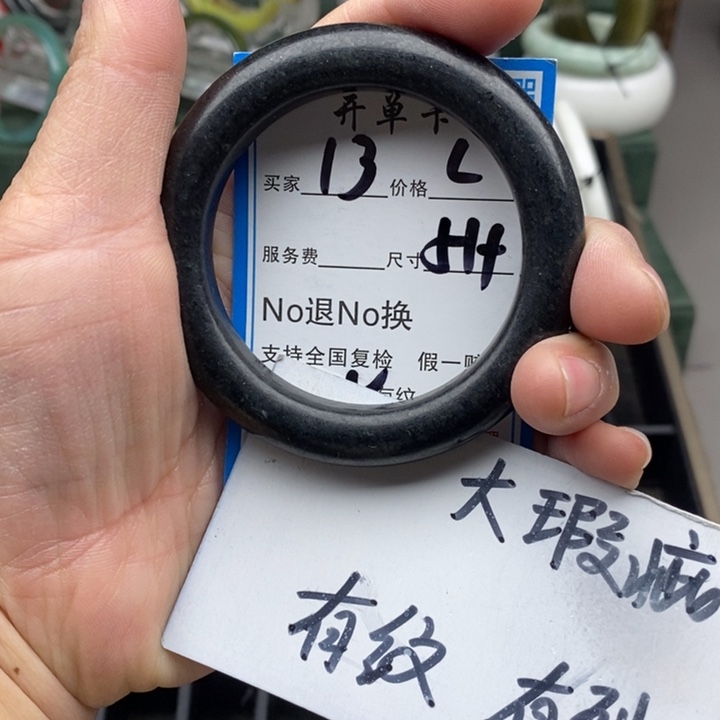 开单卡
买家 13 价格 L
服务费 尺寸 54
No退No换
支持全国复检 假一
纹
大瑕疵
有纹 有